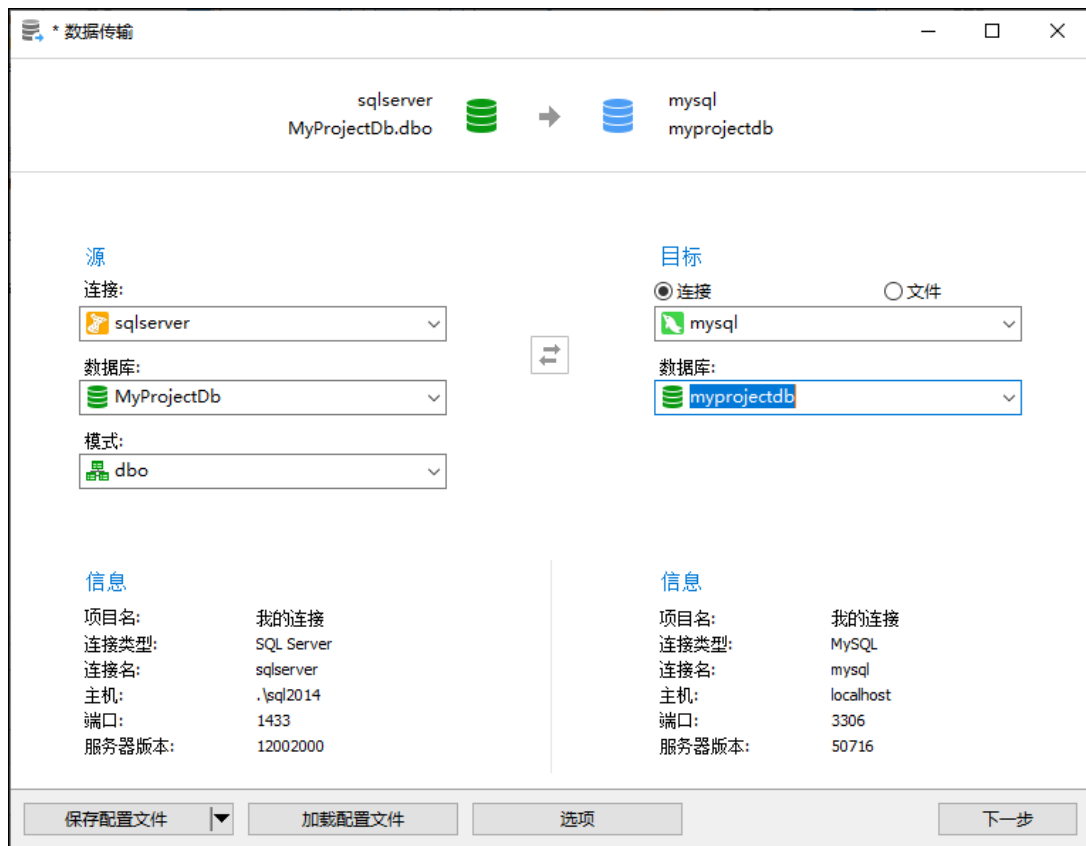 * 数据传输
sqlserver
MyProjectDb.dbo
mysql
myprojectdb
源
连接:
sqlserver
数据库:
MyProjectDb
模式:
dbo
目标
连接
文件
mysql
数据库:
myprojectdb
信息
项目名: 我的连接
连接类型: SQL Server
连接名: sqlserver
主机: .\sql2014
端口: 1433
服务器版本: 12002000
信息
项目名: 我的连接
连接类型: MySQL
连接名: mysql
主机: localhost
端口: 3306
服务器版本: 50716
保存配置文件
加载配置文件
选项
下一步